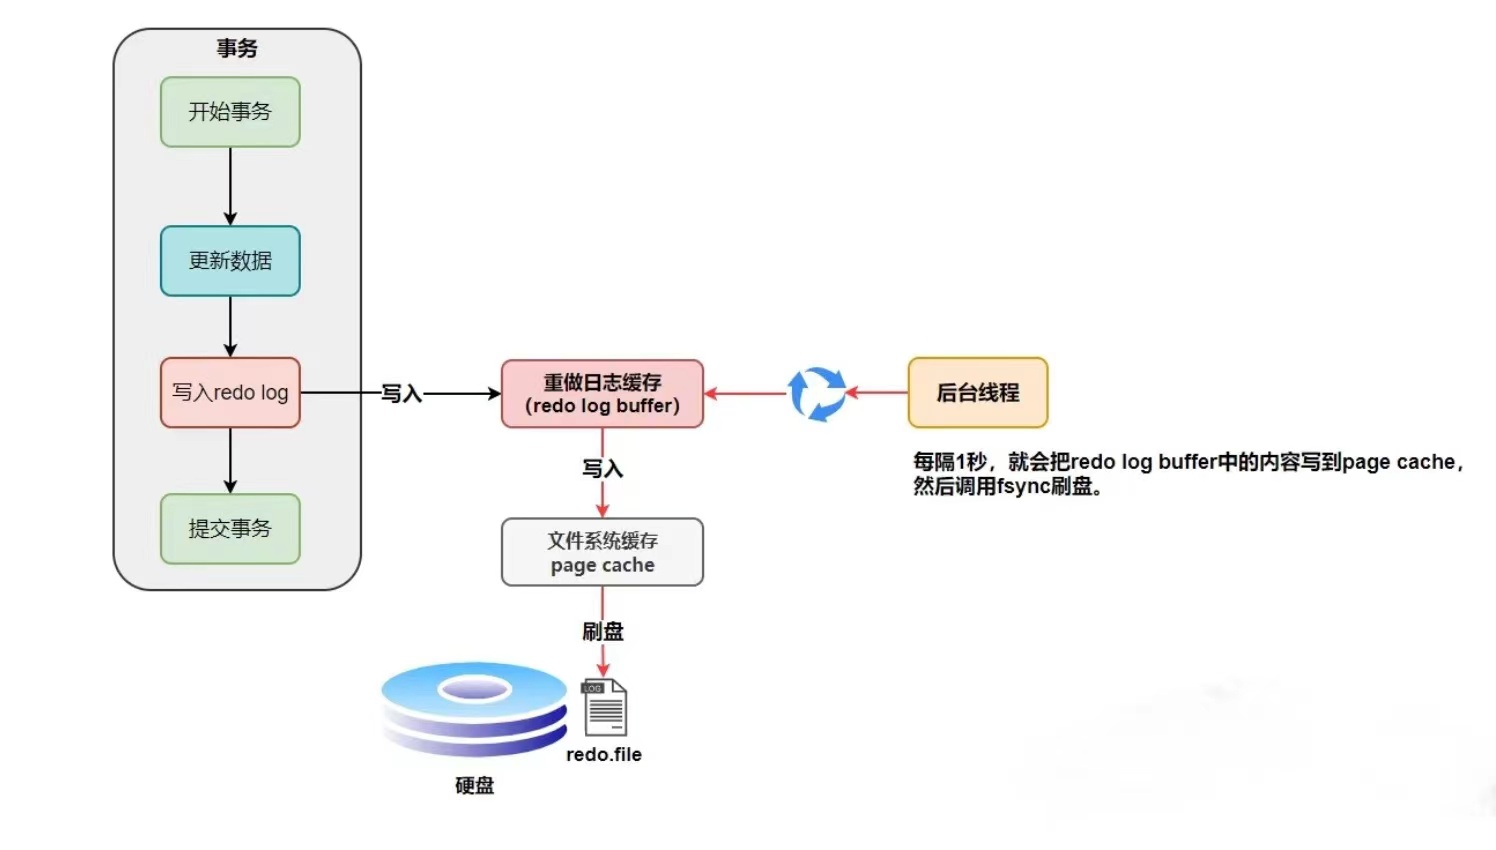 事务
开始事务
更新数据
写入redo log
提交事务
写入
重做日志缓存
（redo log buffer）
后台线程
每隔1秒，就会把redo log buffer中的内容写到page cache，
然后调用fsync刷盘。
写入
文件系统缓存
page cache
刷盘
LOG
redo.file
硬盘